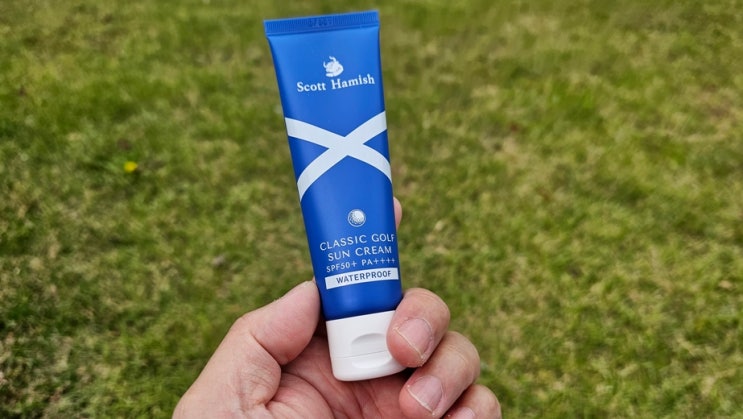 Scott Hamish
CLASSIC GOLF
SUN CREAM
SPF50+ PA++++
WATERPROOF